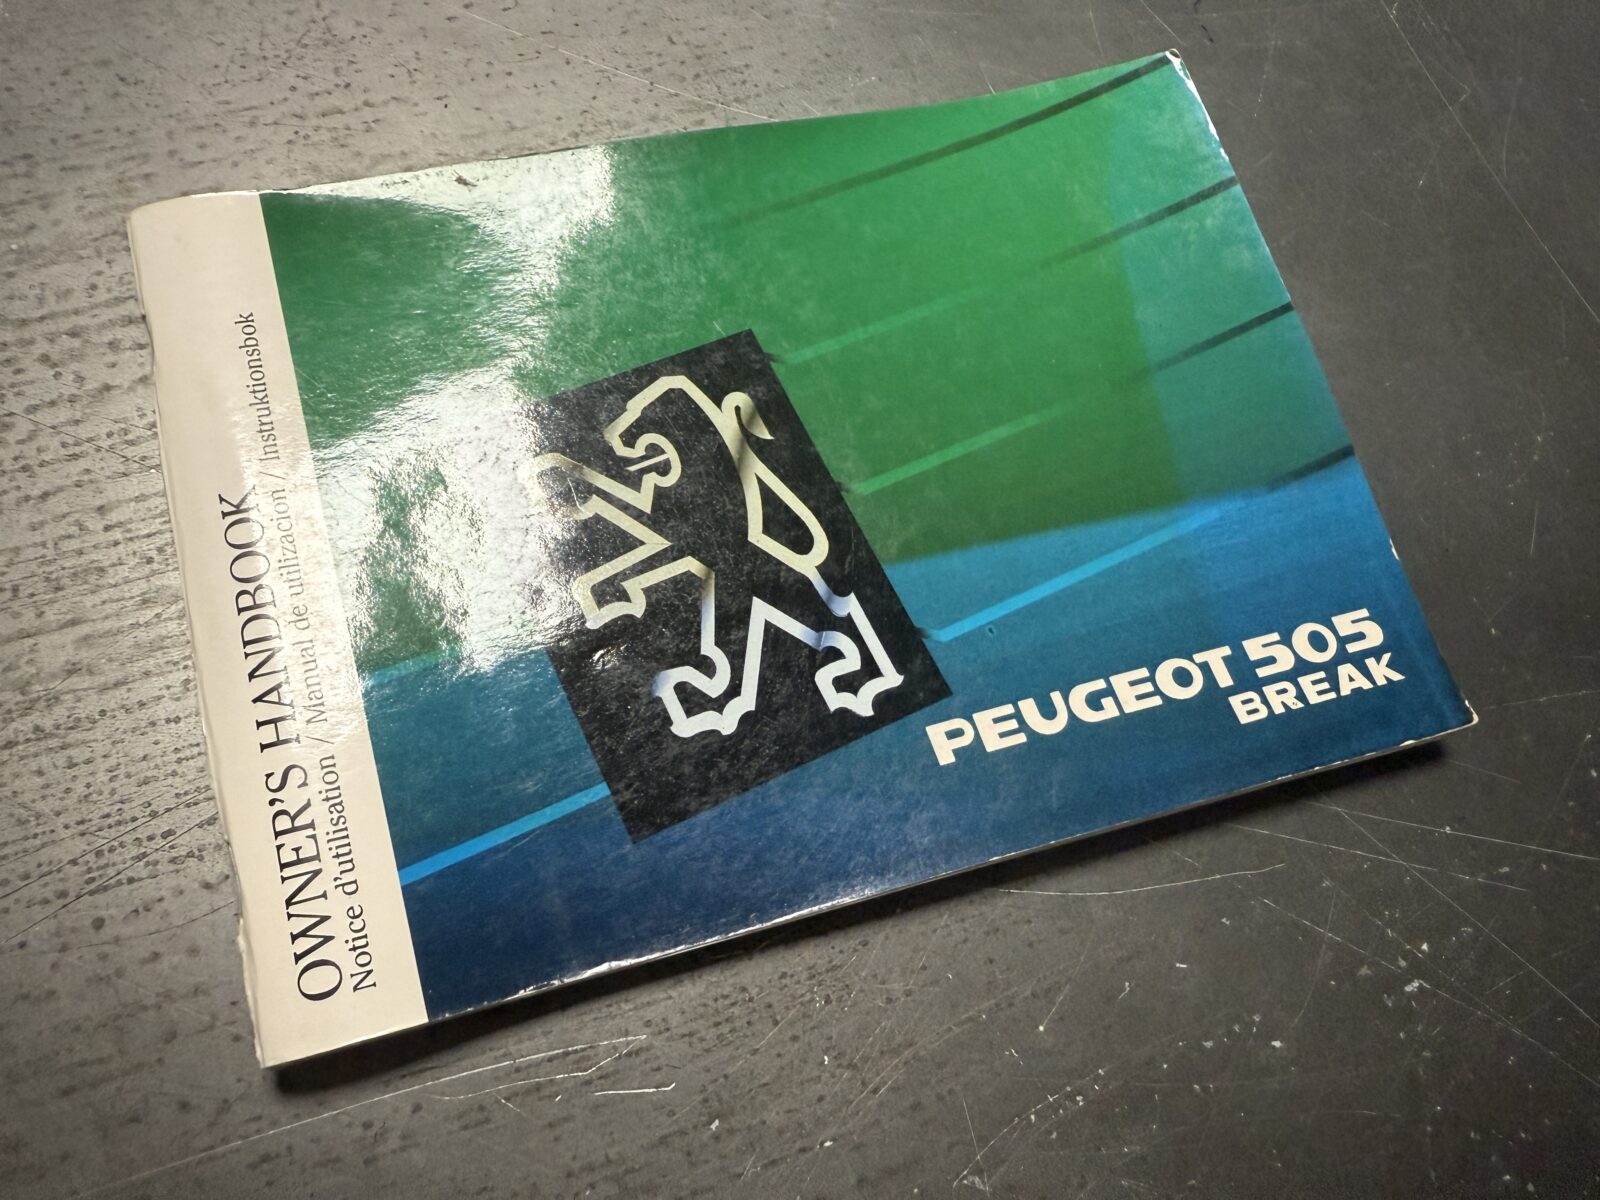 OWNER'S HANDBOOK
Notice d'utilisation / Manual de utilizacion / Instruktionsbok
PEUGEOT 505
BREAK